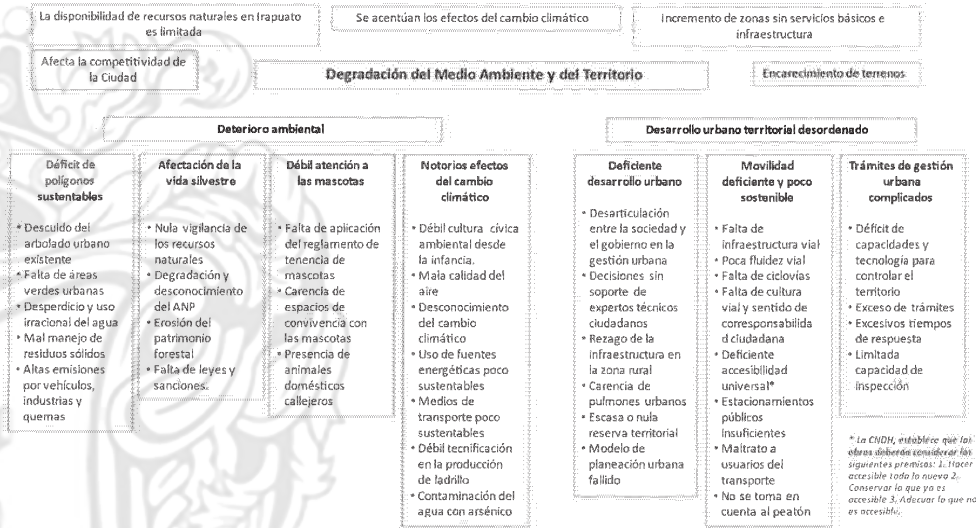 La disponibilidad de recursos naturales en Irapuato
es limitada
Se acentúan los efectos del cambio climático
Incremento de zonas sin servicios básicos e
infraestructura
Afecta la competitividad de
la Ciudad
Degradación del Medio Ambiente y del Territorio
Encarecimiento de terrenos
Deterioro ambiental
Desarrollo urbano territorial desordenado
Déficit de
polígonos
sustentables
* Descuido del
arbolado urbano
existente
* Falta de áreas
verdes urbanas
* Desperdicio y uso
irracional del agua
* Mal manejo de
residuos sólidos
* Altas emisiones
por vehículos,
industrias y
quemas
Afectación de la
vida silvestre
* Nula vigilancia de
los recursos
naturales
* Degradación y
desconocimiento
del ANP
* Erosión del
patrimonio
forestal
* Falta de leyes y
sanciones.
Débil atención a
las mascotas
* Falta de aplicación
del reglamento de
tenencia de
mascotas
* Carencia de
espacios de
convivencia con
las mascotas
* Presencia de
animales
domésticos
callejeros
Notorios efectos
del cambio
climático
* Débil cultura cívica
ambiental desde
la infancia.
* Mala calidad del
aire
* Desconocimiento
del cambio
climático
* Uso de fuentes
energéticas poco
sustentables
* Medios de
transporte poco
sustentables
* Débil tecnificación
en la producción
de ladrillo
* Contaminación del
agua con arsénico
Deficiente
desarrollo urbano
* Desarticulación
entre la sociedad y
el gobierno en la
gestión urbana
* Decisiones sin
soporte de
expertos técnicos
ciudadanos
* Rezago de la
infraestructura en
la zona rural
* Carencia de
pulmones urbanos
* Escasa o nula
reserva territorial
* Modelo de
planeación urbana
fallido
Movilidad
deficiente y poco
sostenible
* Falta de
infraestructura vial
* Poca fluidez vial
* Falta de ciclovías
* Falta de cultura
vial y sentido de
corresponsabilida
d ciudadana
* Deficiente
accesibilidad
universal*
* Estacionamientos
públicos
insuficientes
* Maltrato a
usuarios del
transporte
* No se toma en
cuenta al peatón
Trámites de gestión
urbana
complicados
* Déficit de
capacidades y
tecnología para
controlar el
territorio
* Exceso de trámites
* Excesivos tiempos
de respuesta
* Limitada
capacidad de
inspección
* La CNDH, establece que las
obras deberán considerar las
siguientes premisas: 1. Hacer
accesible todo lo nuevo 2.
Conservar lo que ya es
accesible 3. Adecuar lo que no
es accesible.